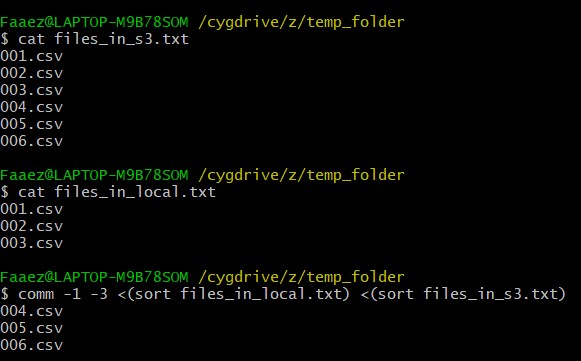 Faaez@LAPTOP-M9B78SOM /cygdrive/z/temp_folder
$ cat files_in_s3.txt
001.csv
002.csv
003.csv
004.csv
005.csv
006.csv
Faaez@LAPTOP-M9B78SOM /cygdrive/z/temp_folder
$ cat files_in_local.txt
001.csv
002.csv
003.csv
Faaez@LAPTOP-M9B78SOM /cygdrive/z/temp_folder
$ comm -1 -3 <(sort files_in_local.txt) <(sort files_in_s3.txt)
004.csv
005.csv
006.csv